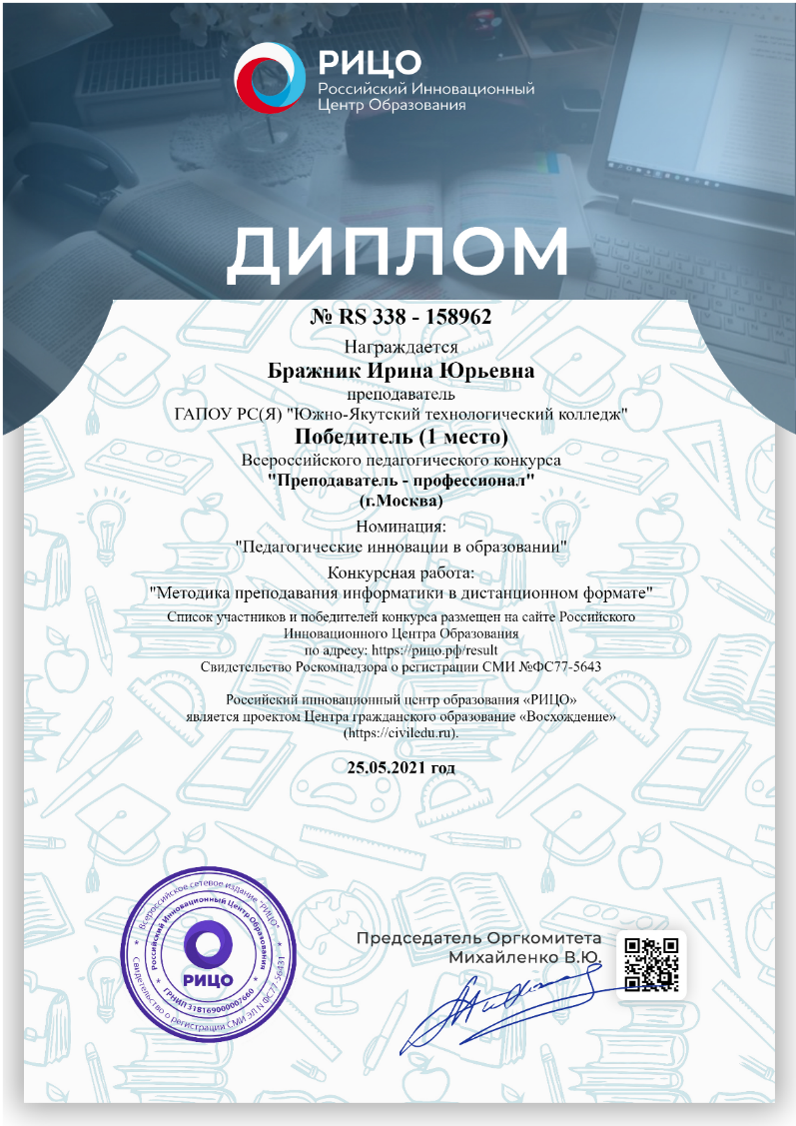 РИЦО
Российский Инновационный
Центр Образования
ДИПЛОМ
№ RS 338 - 158962
Награждается
Бражник Ирина Юрьевна
преподаватель
ГАПОУ РС(Я) "Южно-Якутский технологический колледж"
Победитель (1 место)
Всероссийского педагогического конкурса
"Преподаватель - профессионал"
(г.Москва)
Номинация:
"Педагогические инновации в образовании"
Конкурсная работа:
"Методика преподавания информатики в дистанционном формате"
Список участников и победителей конкурса размещен на сайте Российского
Инновационного Центра Образования
по адресу: https://рицо.рф/result
Свидетельство Роскомнадзора о регистрации СМИ №ФС77-5643
Российский инновационный центр образования «РИЦО»
является проектом Центра гражданского образование «Восхождение»
(https://civiledu.ru).
25.05.2021 год
Всероссийское сетевое издание "РИЦО"
Свидетельство о регистрации СМИ ЭЛ N ФС77-56431
Российский Инновационный Центр Образования
ГРНИП 318169000007660
РИЦО
Председатель Оргкомитета
Михайленко В.Ю.